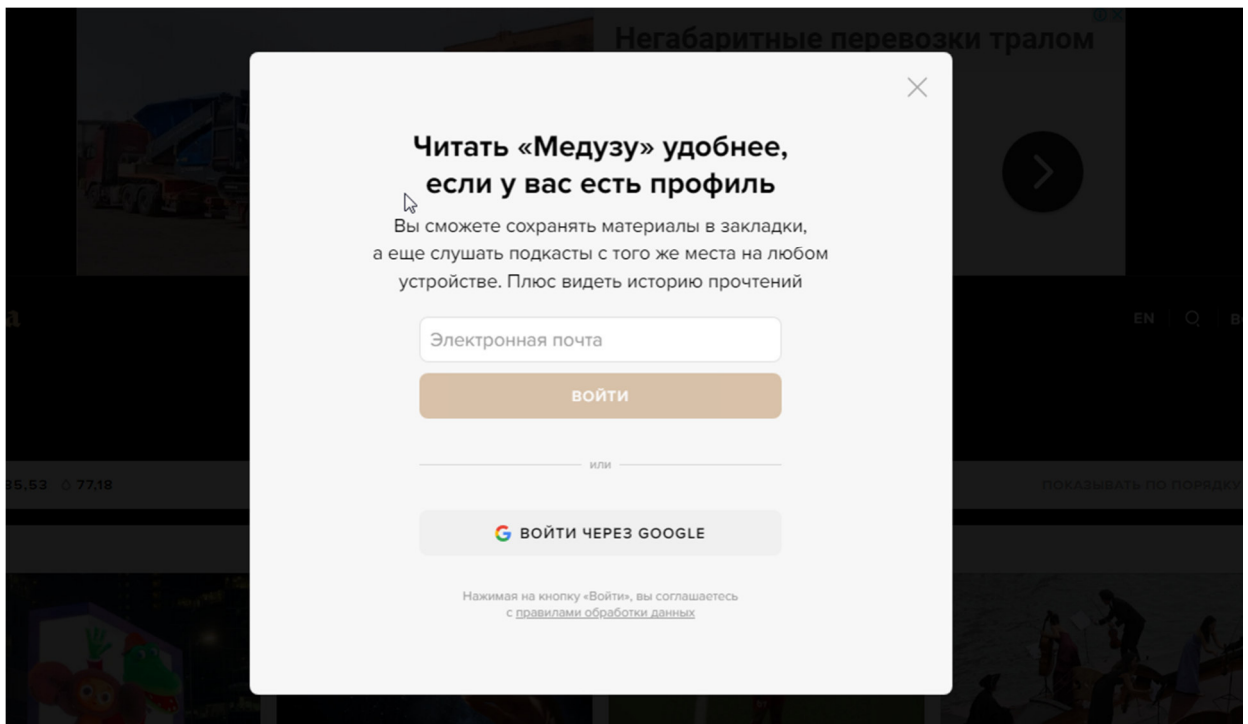 Негабаритные перевозки тралом
Читать «Медузу» удобнее,
если у вас есть профиль
Вы сможете сохранять материалы в закладки,
а еще слушать подкасты с того же места на любом
устройстве. Плюс видеть историю прочтений
а
EN
В
Электронная почта
ВОЙТИ
или
85,53 77,18
ПОКАЗЫВАТЬ ПО ПОРЯДКУ
ВОЙТИ ЧЕРЕЗ GOOGLE
Нажимая на кнопку «Войти», вы соглашаетесь
с правилами обработки данных